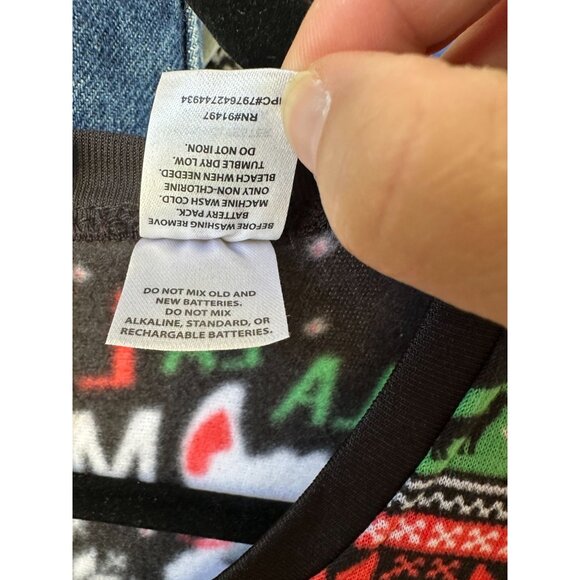 BEFORE WASHING REMOVE
BATTERY PACK.
MACHINE WASH COLD.
ONLY NON-CHLORINE
BLEACH WHEN NEEDED.
TUMBLE DRY LOW.
DO NOT IRON.
RN#91497
UPC#797642744934
DO NOT MIX OLD AND
NEW BATTERIES.
DO NOT MIX
ALKALINE, STANDARD, OR
RECHARGABLE BATTERIES.
LA
M